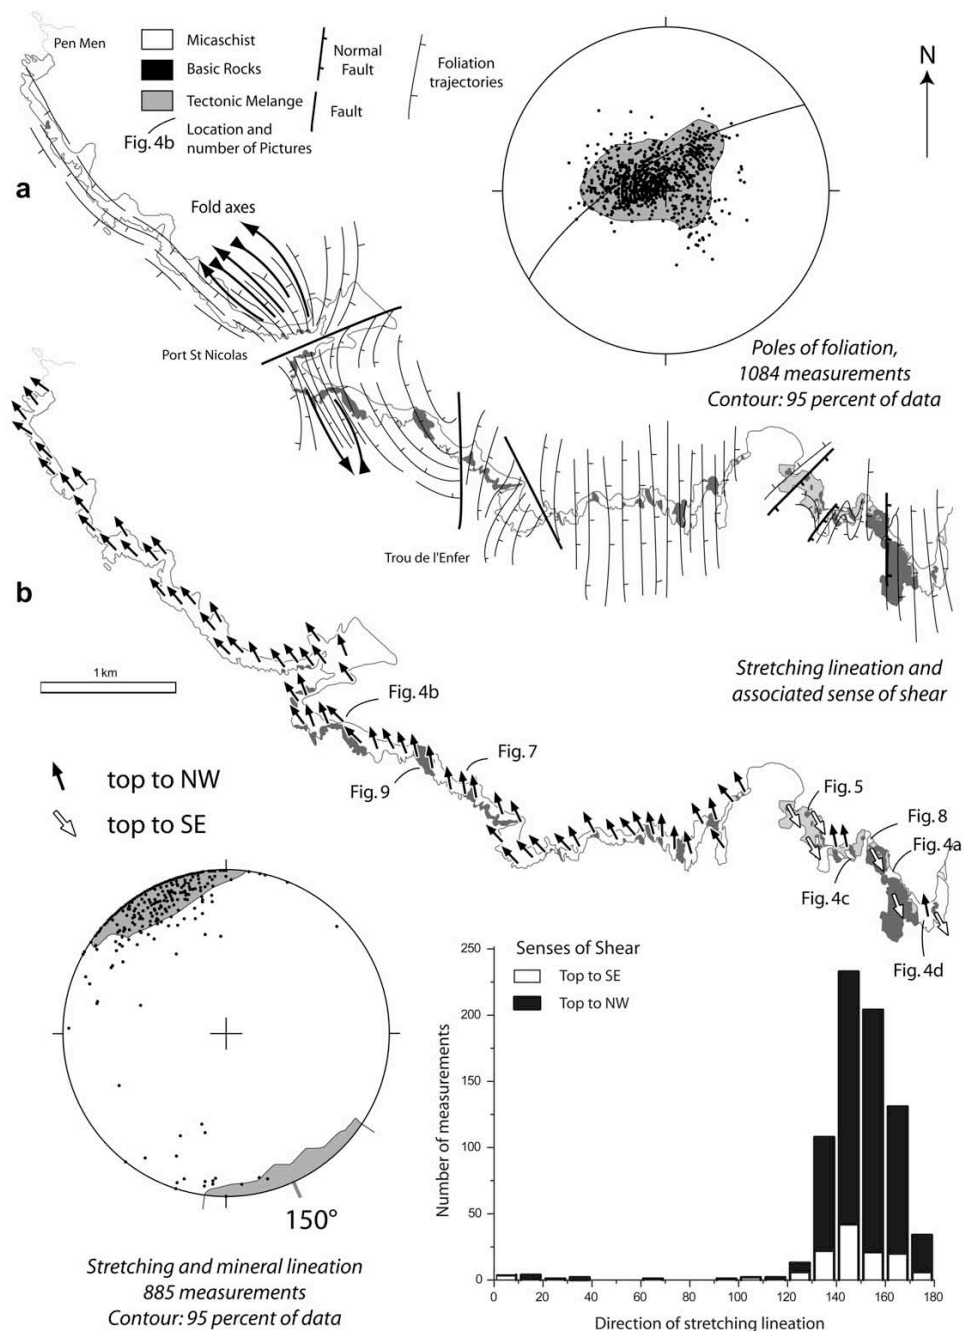 Pen Men
Micaschist
Basic Rocks
Tectonic Melange
Fig. 4b
Location and
number of Pictures
Normal
Fault
Fault
Foliation
trajectories
N
a
Fold axes
Port St Nicolas
Trou de l'Enfer
Poles of foliation,
1084 measurements
Contour: 95 percent of data
b
1 km
Stretching lineation and
associated sense of shear
top to NW
top to SE
Fig. 4b
Fig. 7
Fig. 9
Fig. 5
Fig. 8
Fig. 4a
Fig. 4c
Fig. 4d
150°
Stretching and mineral lineation
885 measurements
Contour: 95 percent of data
Senses of Shear
Top to SE
Top to NW
Number of measurements
250
200
150
100
50
0
0 20 40 60 80 100 120 140 160 180
Direction of stretching lineation